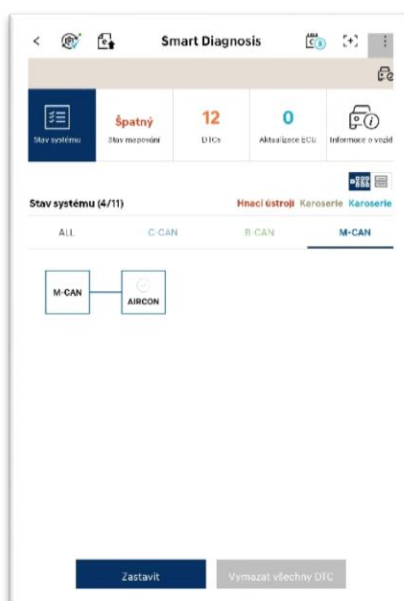 Smart Diagnosis
Špatný
12
0
Stav systému
Stav mapování
DTCs
Aktualizace ECU
Informace o vozid
Stav systému (4/11)
Hnací ústrojí Karoserie Karoserie
ALL
C-CAN
B-CAN
M-CAN
M-CAN
AIRCON
Zastavit
Vymazat všechny DTC